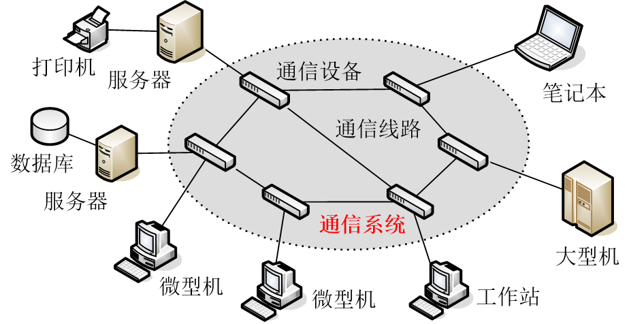 打印机
服务器
通信设备
笔记本
通信线路
数据库
服务器
通信系统
大型机
微型机
微型机
工作站